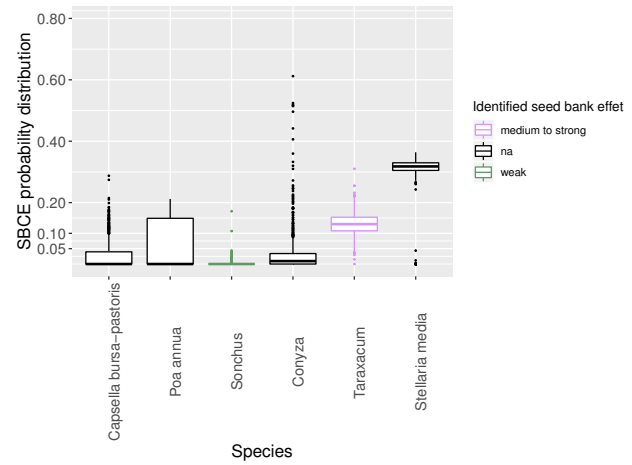 SBCE probability distribution
0.80
0.60
0.40
0.20
0.10
0.05
Capsella bursa−pastoris
Poa annua
Sonchus
Conyza
Taraxacum
Stellaria media
Species
Identified seed bank effet
medium to strong
na
weak